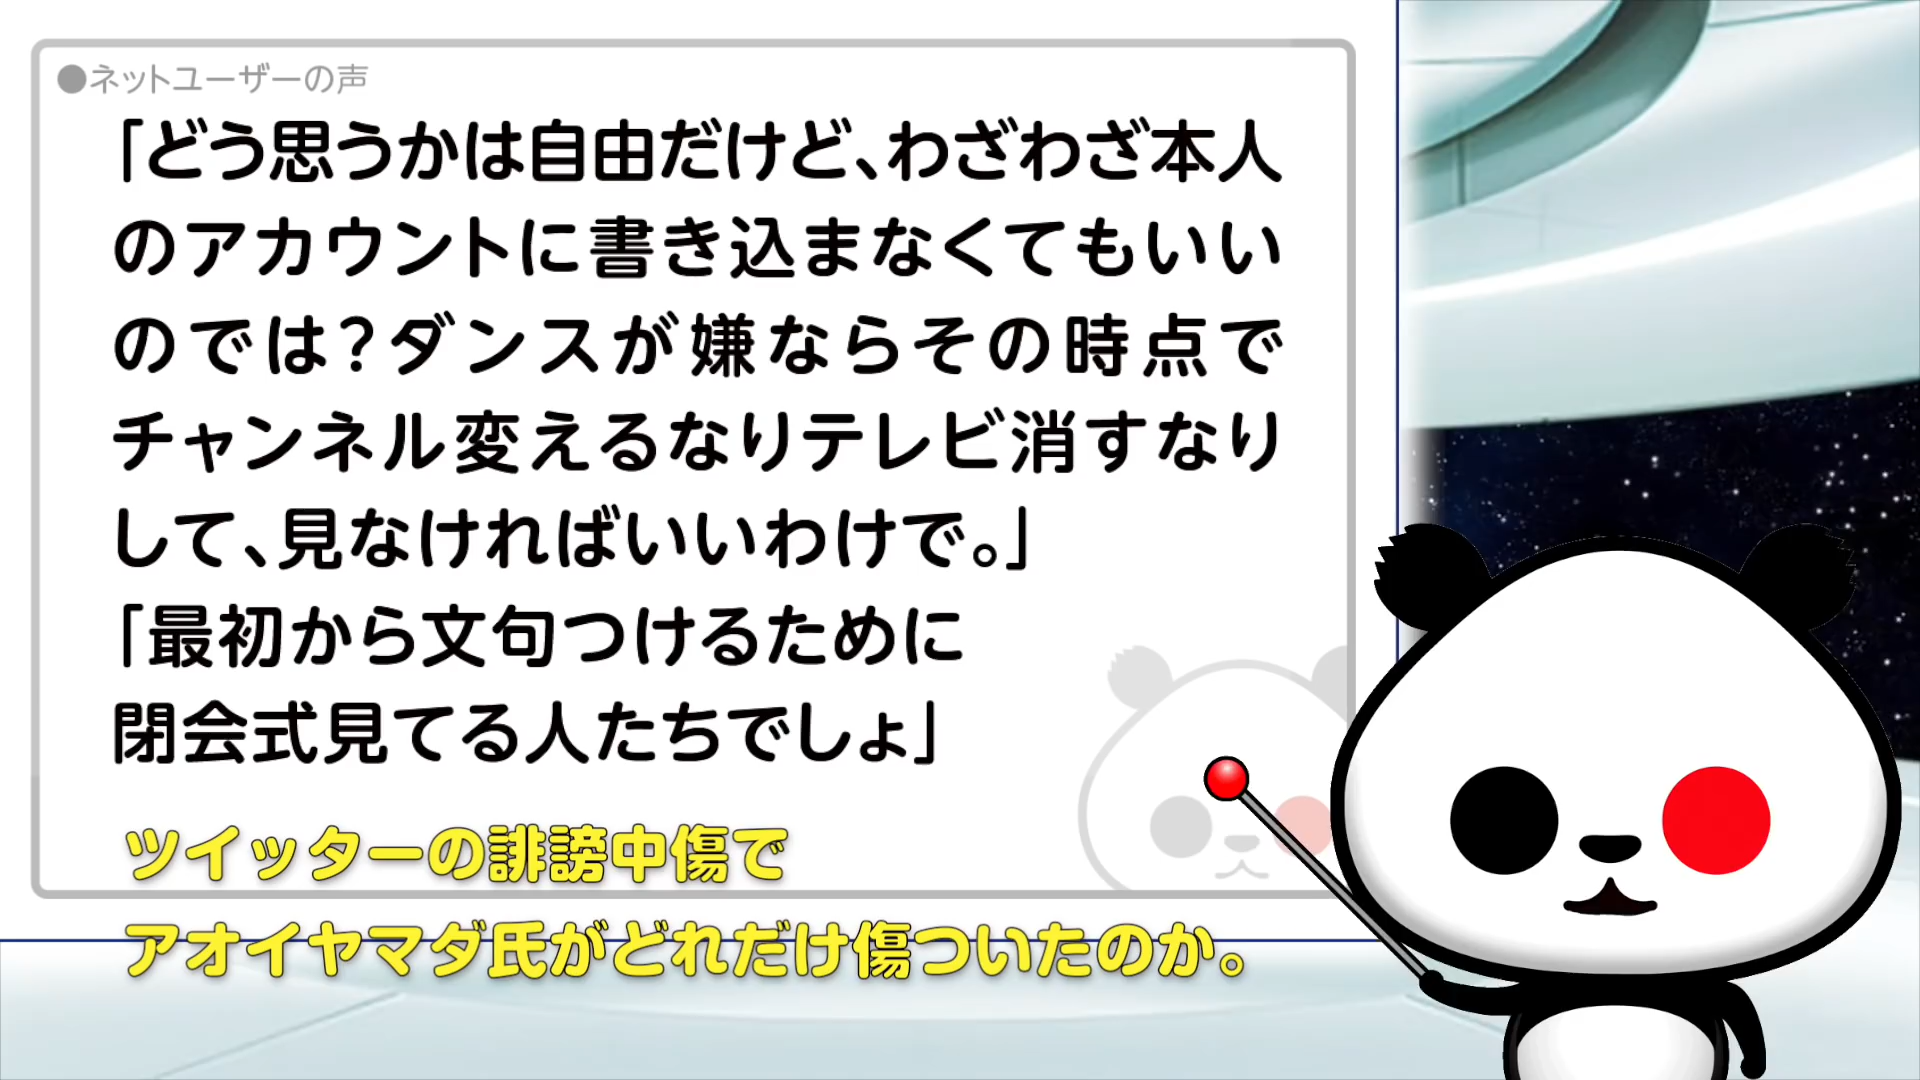 ●ネットユーザーの声
「どう思うかは自由だけど、わざわざ本人
のアカウントに書き込まなくてもいい
のでは？ダンスが嫌ならその時点で
チャンネル変えるなりテレビ消すなり
して、見なければいいわけで。」
「最初から文句つけるために
閉会式見てる人たちでしょ」
ツイッターの誹謗中傷で
アオイヤマダ氏がどれだけ傷ついたのか。